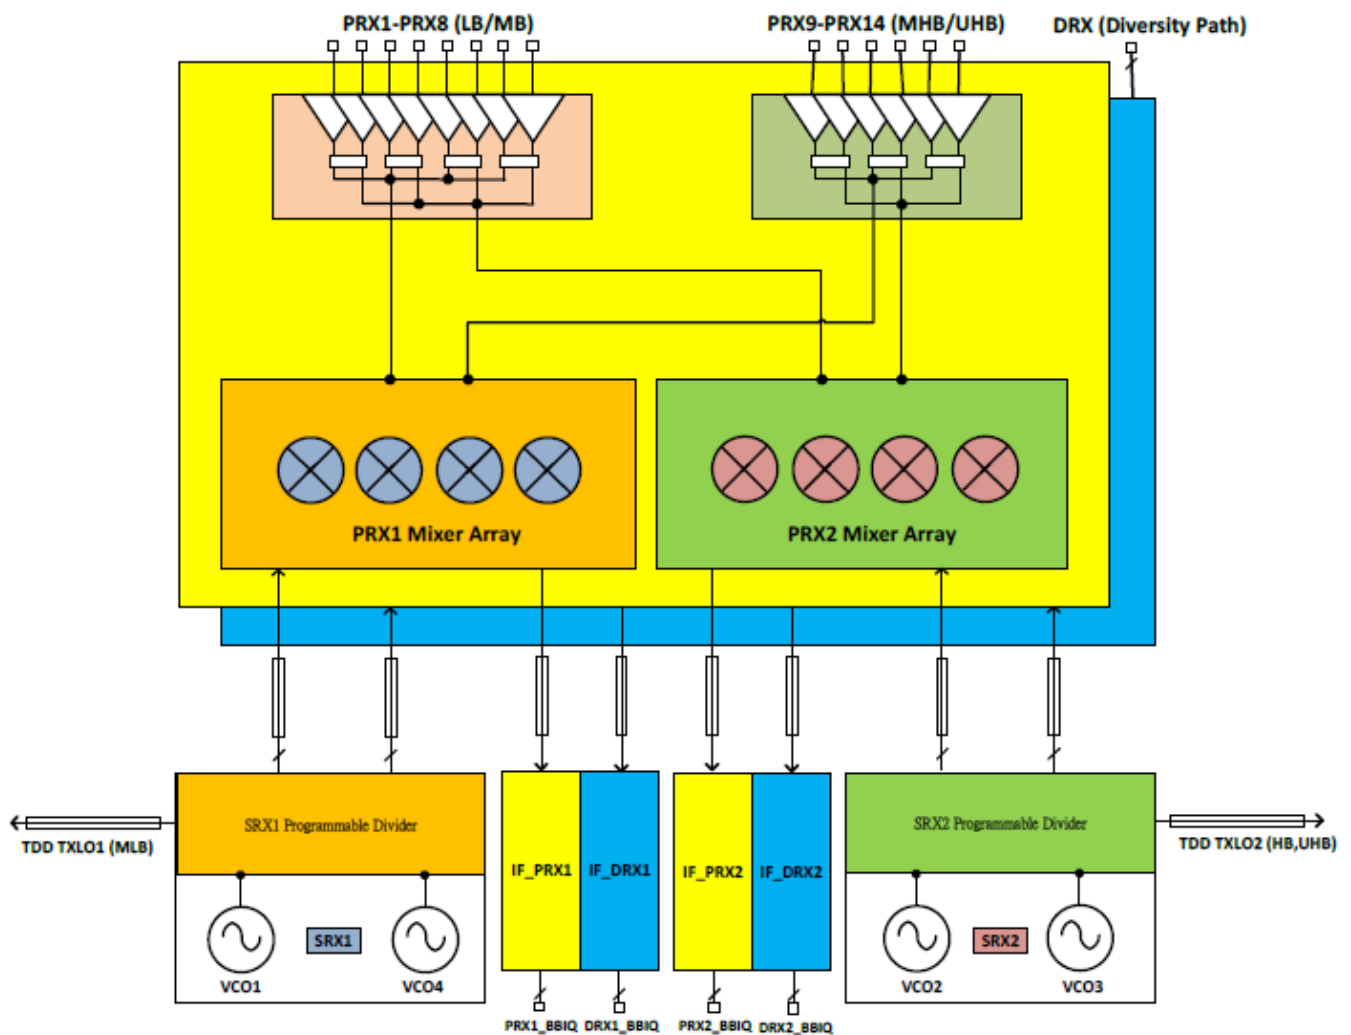 PRX1-PRX8 (LB/MB)
PRX9-PRX14 (MHB/UHB)
DRX (Diversity Path)
PRX1 Mixer Array
PRX2 Mixer Array
SRX1 Programmable Divider
SRX2 Programmable Divider
TDD TXLO1 (MLB)
TDD TXLO2 (HB,UHB)
IF_PRX1
IF_DRX1
IF_PRX2
IF_DRX2
SRX1
SRX2
VCO1
VCO4
VCO2
VCO3
PRX1_BBIQ
DRX1_BBIQ
PRX2_BBIQ
DRX2_BBIQ